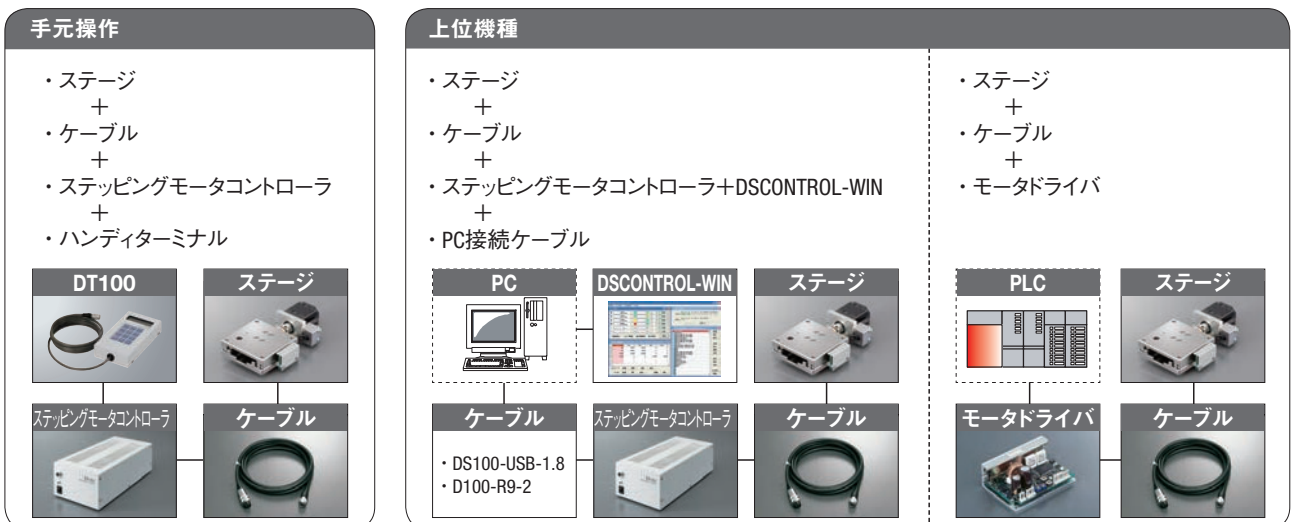 手元操作
・ステージ
＋
・ケーブル
＋
・ステッピングモータコントローラ
＋
・ハンディターミナル
DT100
ステージ
ステッピングモータコントローラ
ケーブル
上位機種
・ステージ
＋
・ケーブル
＋
・ステッピングモータコントローラ＋DSCONTROL-WIN
＋
・PC接続ケーブル
PC
DSCONTROL-WIN
ステージ
ケーブル
・DS100-USB-1.8
・D100-R9-2
ステッピングモータコントローラ
ケーブル
・ステージ
＋
・ケーブル
＋
・モータドライバ
PLC
ステージ
モータドライバ
ケーブル